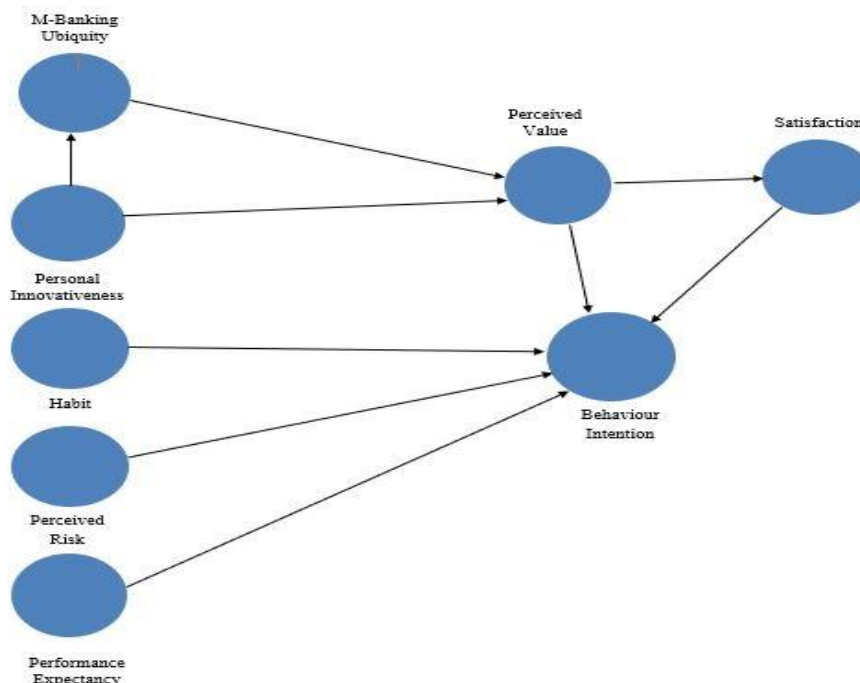 M-Banking
Ubiquity
Perceived
Value
Satisfaction
Personal
Innovativeness
Habit
Behaviour
Intention
Perceived
Risk
Performance
Expectancy